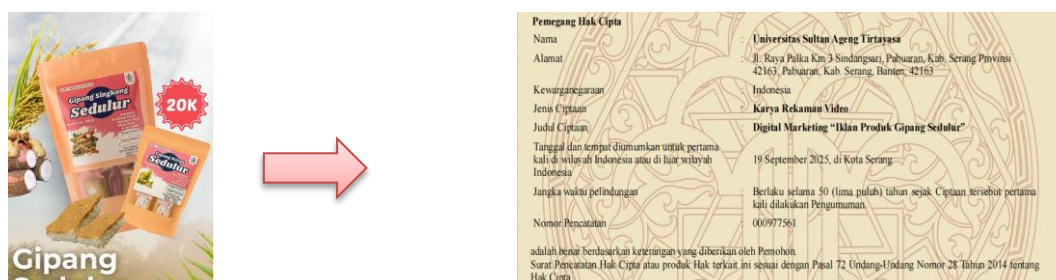 Gipang Singkong
Sedulur
20K
Sedulur
Gipang
Pemegang Hak Cipta
Nama : Universitas Sultan Ageng Tirtayasa
Alamat : Jl. Raya Palka Km 3 Sindangsari, Pabuaran, Kab. Serang Provinsi
42163, Pabuaran, Kab. Serang, Banten, 42163
Kewarganegaraan : Indonesia
Jenis Ciptaan : Karya Rekaman Video
Judul Ciptaan : Digital Marketing “Iklan Produk Gipang Sedulur”
Tanggal dan tempat diumumkan untuk pertama
kali di wilayah Indonesia atau di luar wilayah
Indonesia : 19 September 2025, di Kota Serang
Jangka waktu pelindungan : Berlaku selama 50 (lima puluh) tahun sejak Ciptaan tersebut pertama
kali dilakukan Pengumuman.
Nomor Pencatatan : 000977561
adalah benar berdasarkan keterangan yang diberikan oleh Pemohon.
Surat Pencatatan Hak Cipta atau produk Hak terkait ini sesuai dengan Pasal 72 Undang-Undang Nomor 28 Tahun 2014 tentang
Hak Cipta.